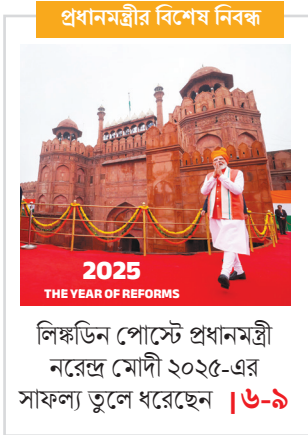 প্রধানমন্ত্রীর বিশেষ নিবন্ধ
2025
THE YEAR OF REFORMS
লিঙ্কডিন পোস্টে প্রধানমন্ত্রী
নরেন্দ্র মোদী ২০২৫-এর
সাফল্য তুলে ধরেছেন |৬-৯